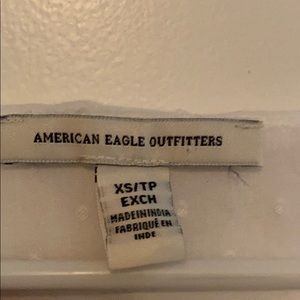 AMERICAN EAGLE OUTFITTERS
XS/TP
EXCH
MADE IN INDIA
FABRIQUÉ EN
INDE